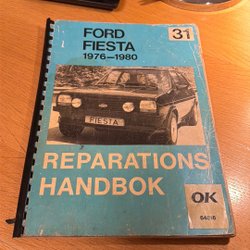 FORD
FIESTA
1976–1980
31
FIESTA
REPARATIONS
HANDBOK
OK